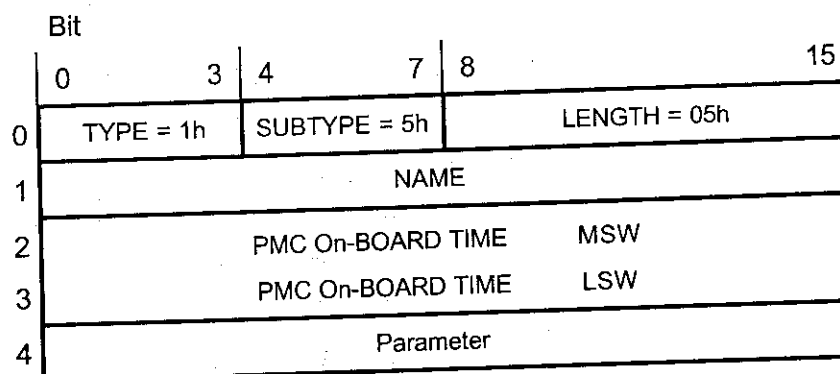 Bit
0 3 4 7 8 15
0 TYPE = 1h SUBTYPE = 5h LENGTH = 05h
1 NAME
2 PMC On-BOARD TIME MSW
3 PMC On-BOARD TIME LSW
4 Parameter